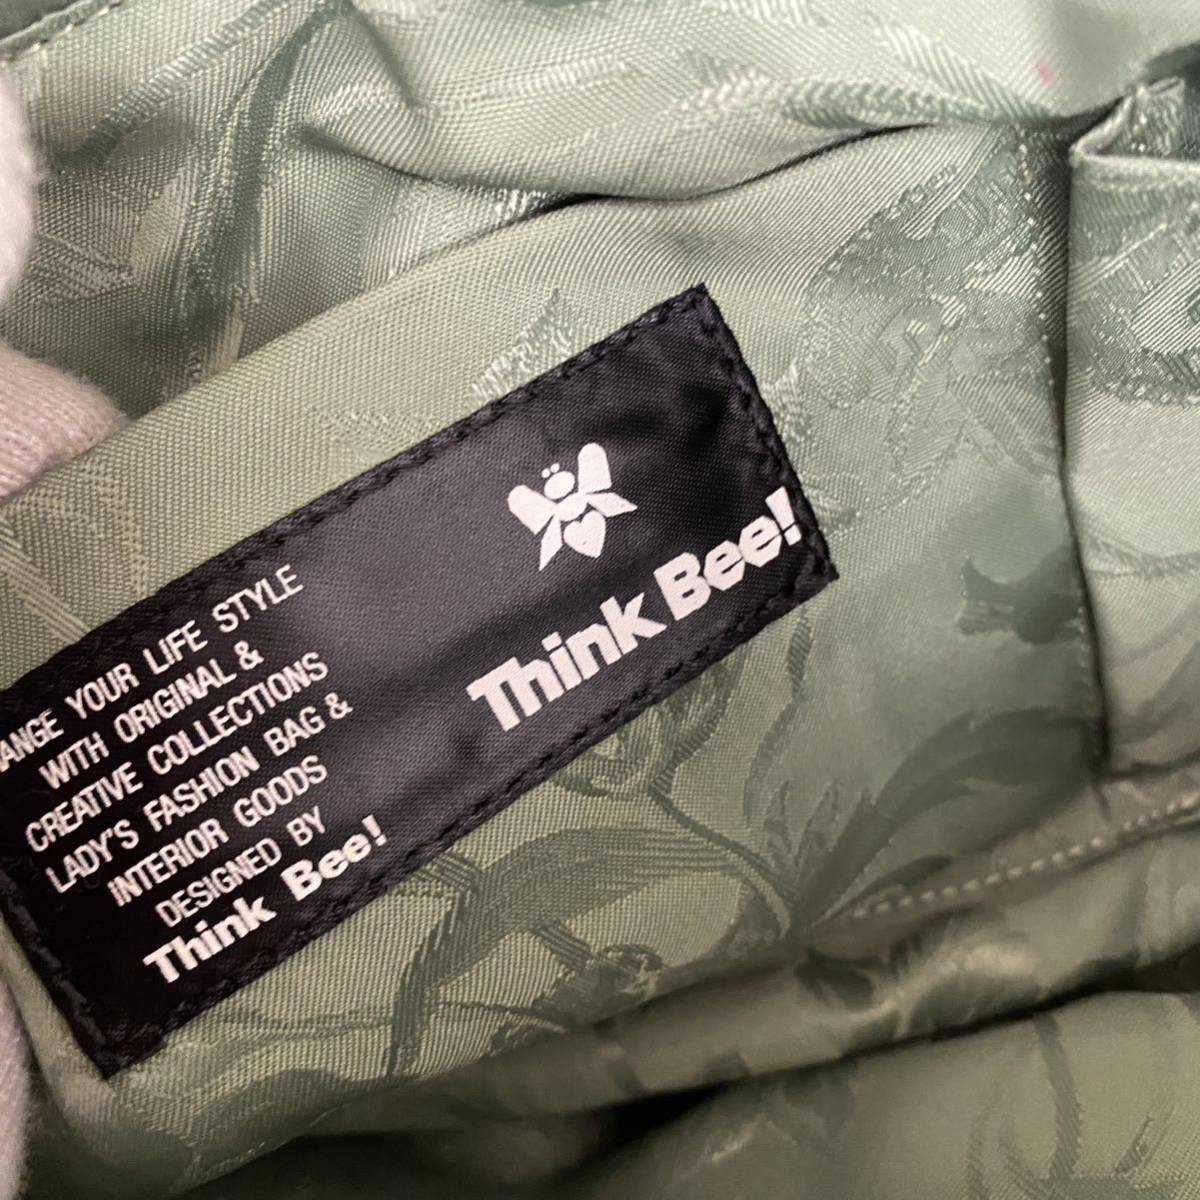 Think Bee!
ANGE YOUR LIFE STYLE
WITH ORIGINAL &
CREATIVE COLLECTIONS
LADY'S FASHION BAG &
INTERIOR GOODS
DESIGNED BY
Think Bee!